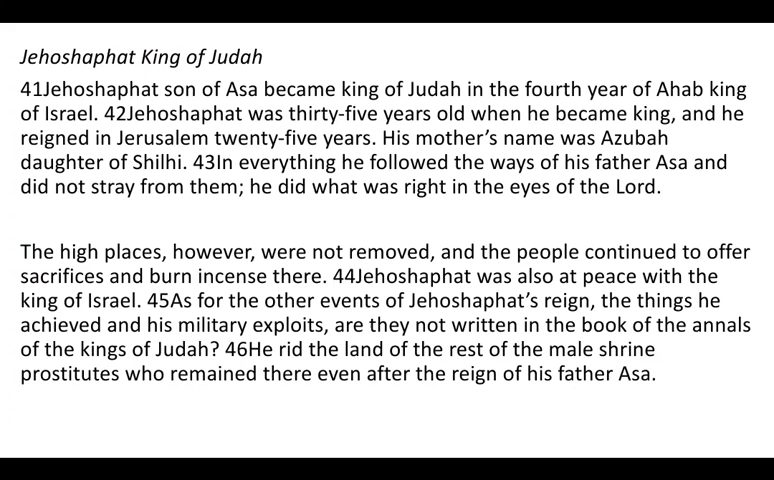 Jehoshaphat King of Judah
41Jehoshaphat son of Asa became king of Judah in the fourth year of Ahab king
of Israel. 42Jehoshaphat was thirty-five years old when he became king, and he
reigned in Jerusalem twenty-five years. His mother’s name was Azubah
daughter of Shilhi. 43In everything he followed the ways of his father Asa and
did not stray from them; he did what was right in the eyes of the Lord.
The high places, however, were not removed, and the people continued to offer
sacrifices and burn incense there. 44Jehoshaphat was also at peace with the
king of Israel. 45As for the other events of Jehoshaphat’s reign, the things he
achieved and his military exploits, are they not written in the book of the annals
of the kings of Judah? 46He rid the land of the rest of the male shrine
prostitutes who remained there even after the reign of his father Asa.